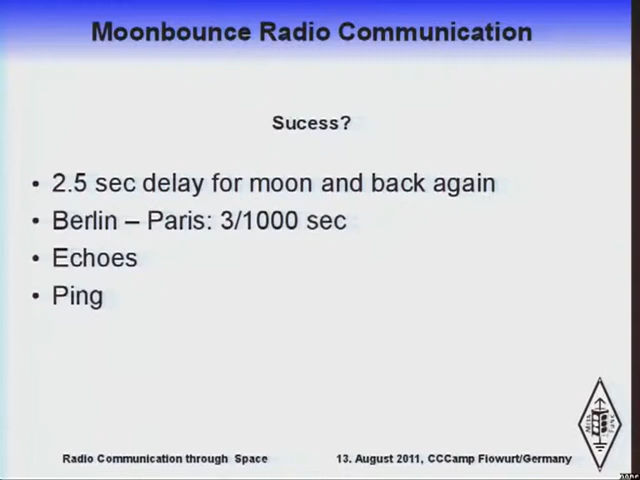 Moonbounce Radio Communication
Sucess?
• 2.5 sec delay for moon and back again
• Berlin – Paris: 3/1000 sec
• Echoes
• Ping
Radio Communication through Space
13. August 2011, CCCamp Flowurt/Germany